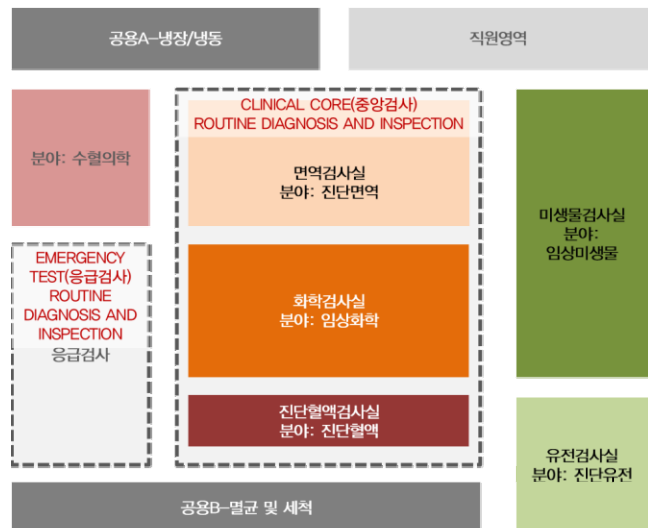 공용A-냉장/냉동
직원영역
분야: 수혈의학
CLINICAL CORE(중앙검사)
ROUTINE DIAGNOSIS AND INSPECTION
면역검사실
분야: 진단면역
미생물검사실
분야:
임상미생물
EMERGENCY
TEST(응급검사)
ROUTINE
DIAGNOSIS AND
INSPECTION
응급검사
화학검사실
분야: 임상화학
진단혈액검사실
분야: 진단혈액
유전검사실
분야: 진단유전
공용B-멸균 및 세척